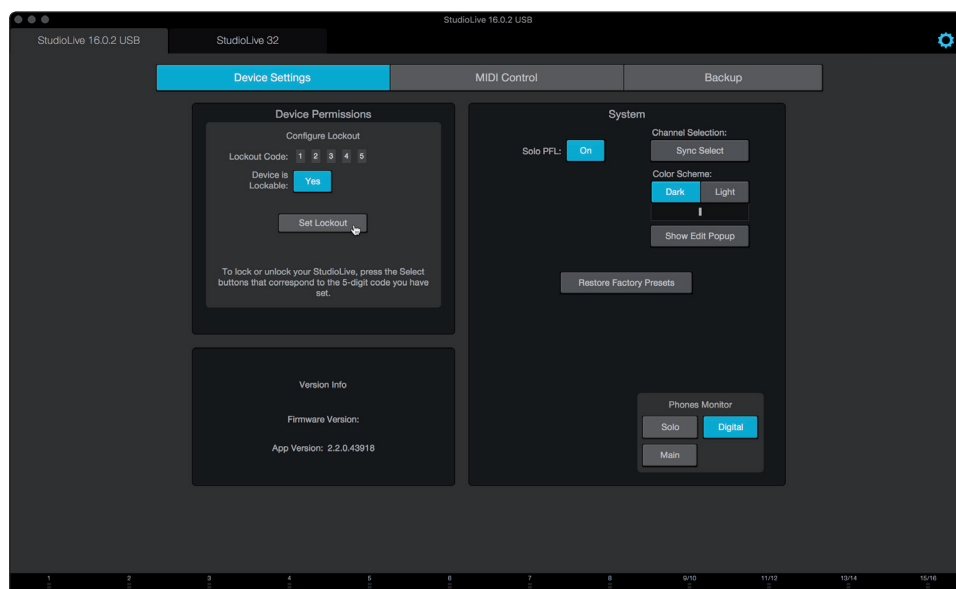 StudioLive 16.0.2 USB
StudioLive 16.0.2 USB
StudioLive 32
Device Settings
MIDI Control
Backup
Device Permissions
Configure Lockout
Lockout Code: 1 2 3 4 5
Device is
Lockable:
Yes
Set Lockout
To lock or unlock your StudioLive, press the Select
buttons that correspond to the 5-digit code you have
set.
Version Info
Firmware Version:
App Version: 2.2.0.43918
System
Solo PFL: On
Channel Selection:
Sync Select
Color Scheme:
Dark Light
Show Edit Popup
Restore Factory Presets
Phones Monitor
Solo Digital
Main
1 2 3 4 5 6 7 8 9/10 11/12 13/14 15/16